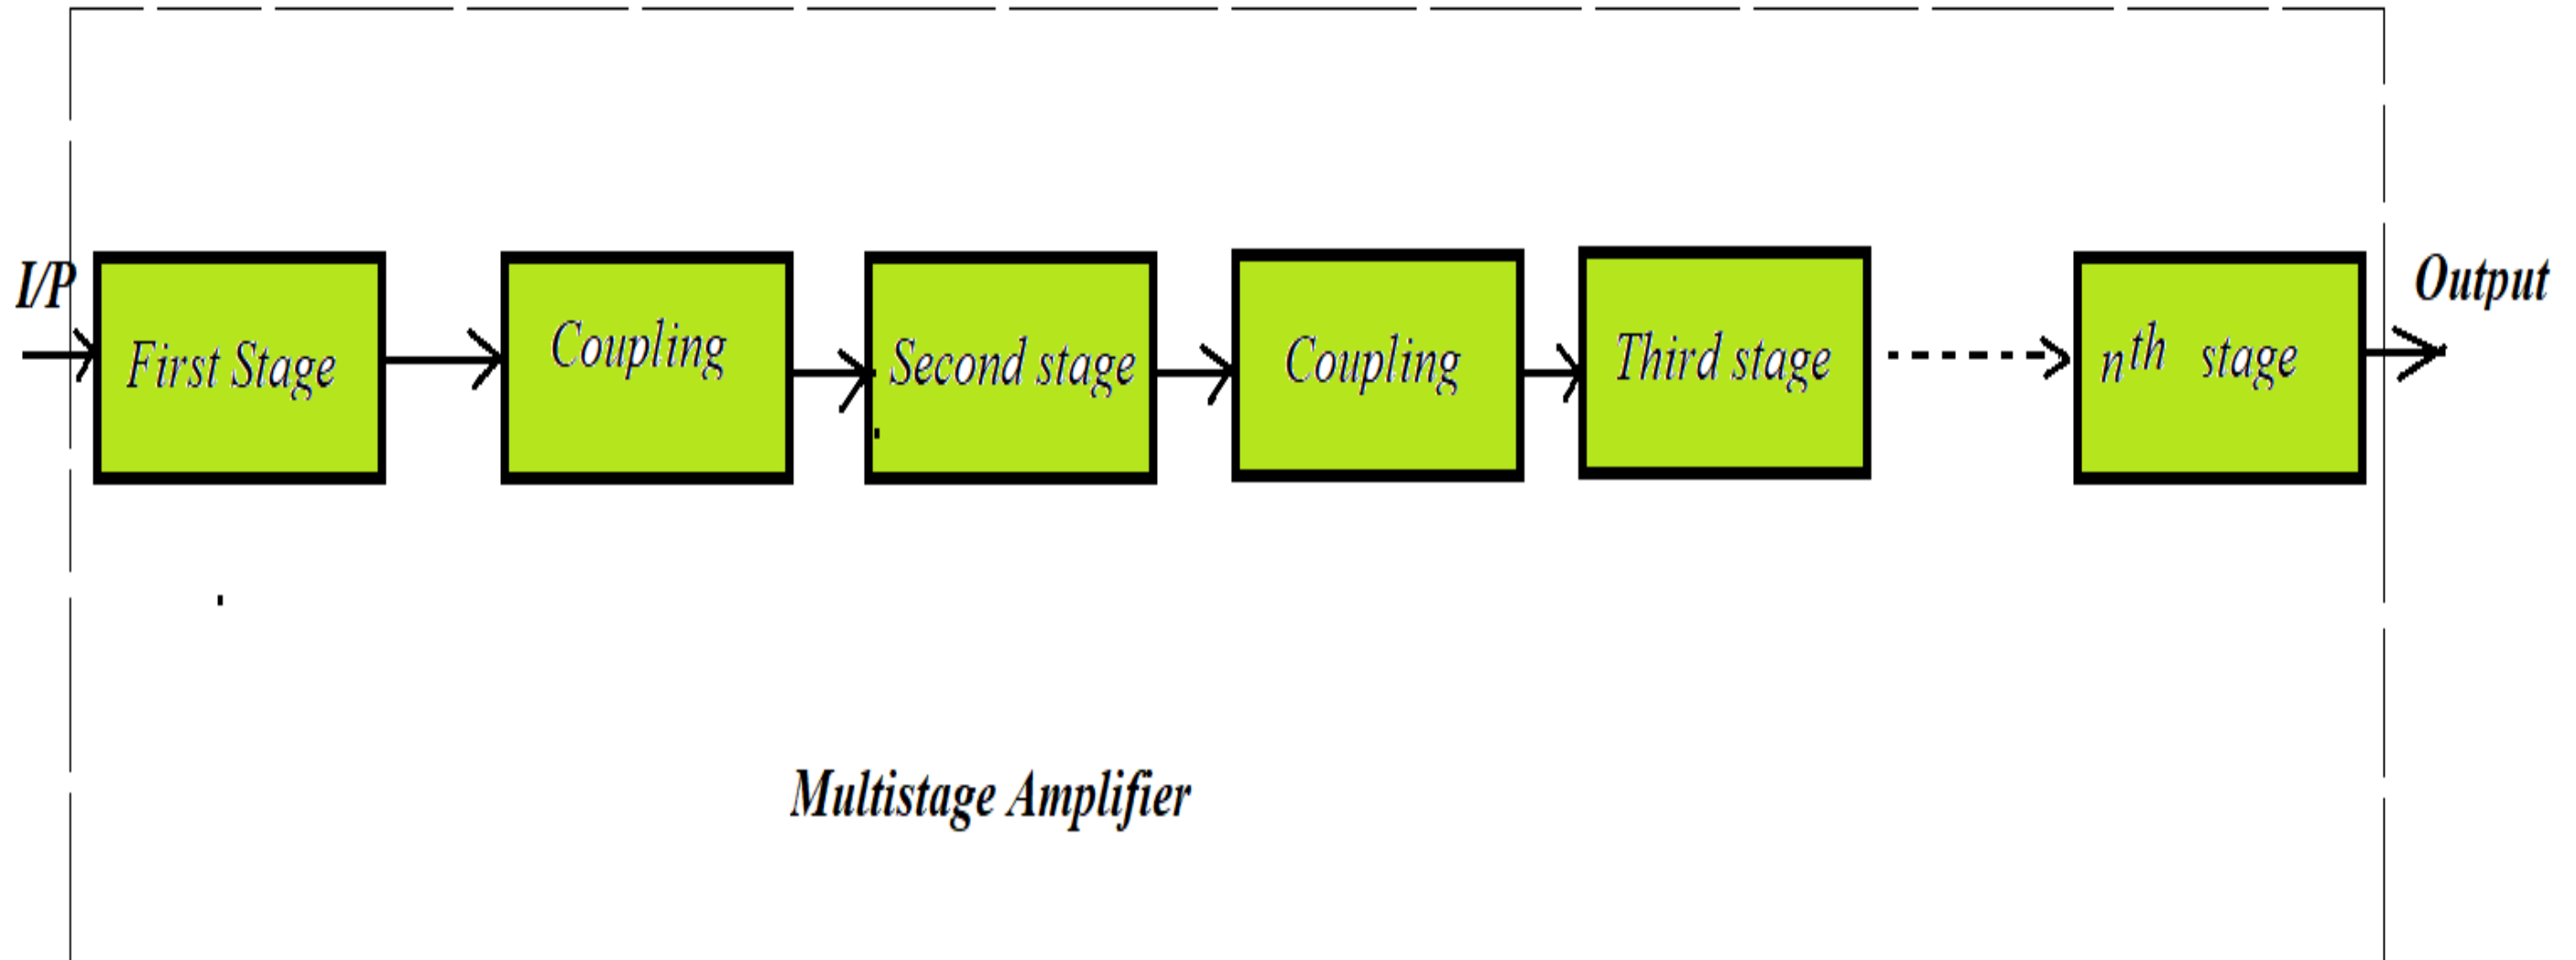 I/P
First Stage
Coupling
Second stage
Coupling
Third stage
nth stage
Output
Multistage Amplifier